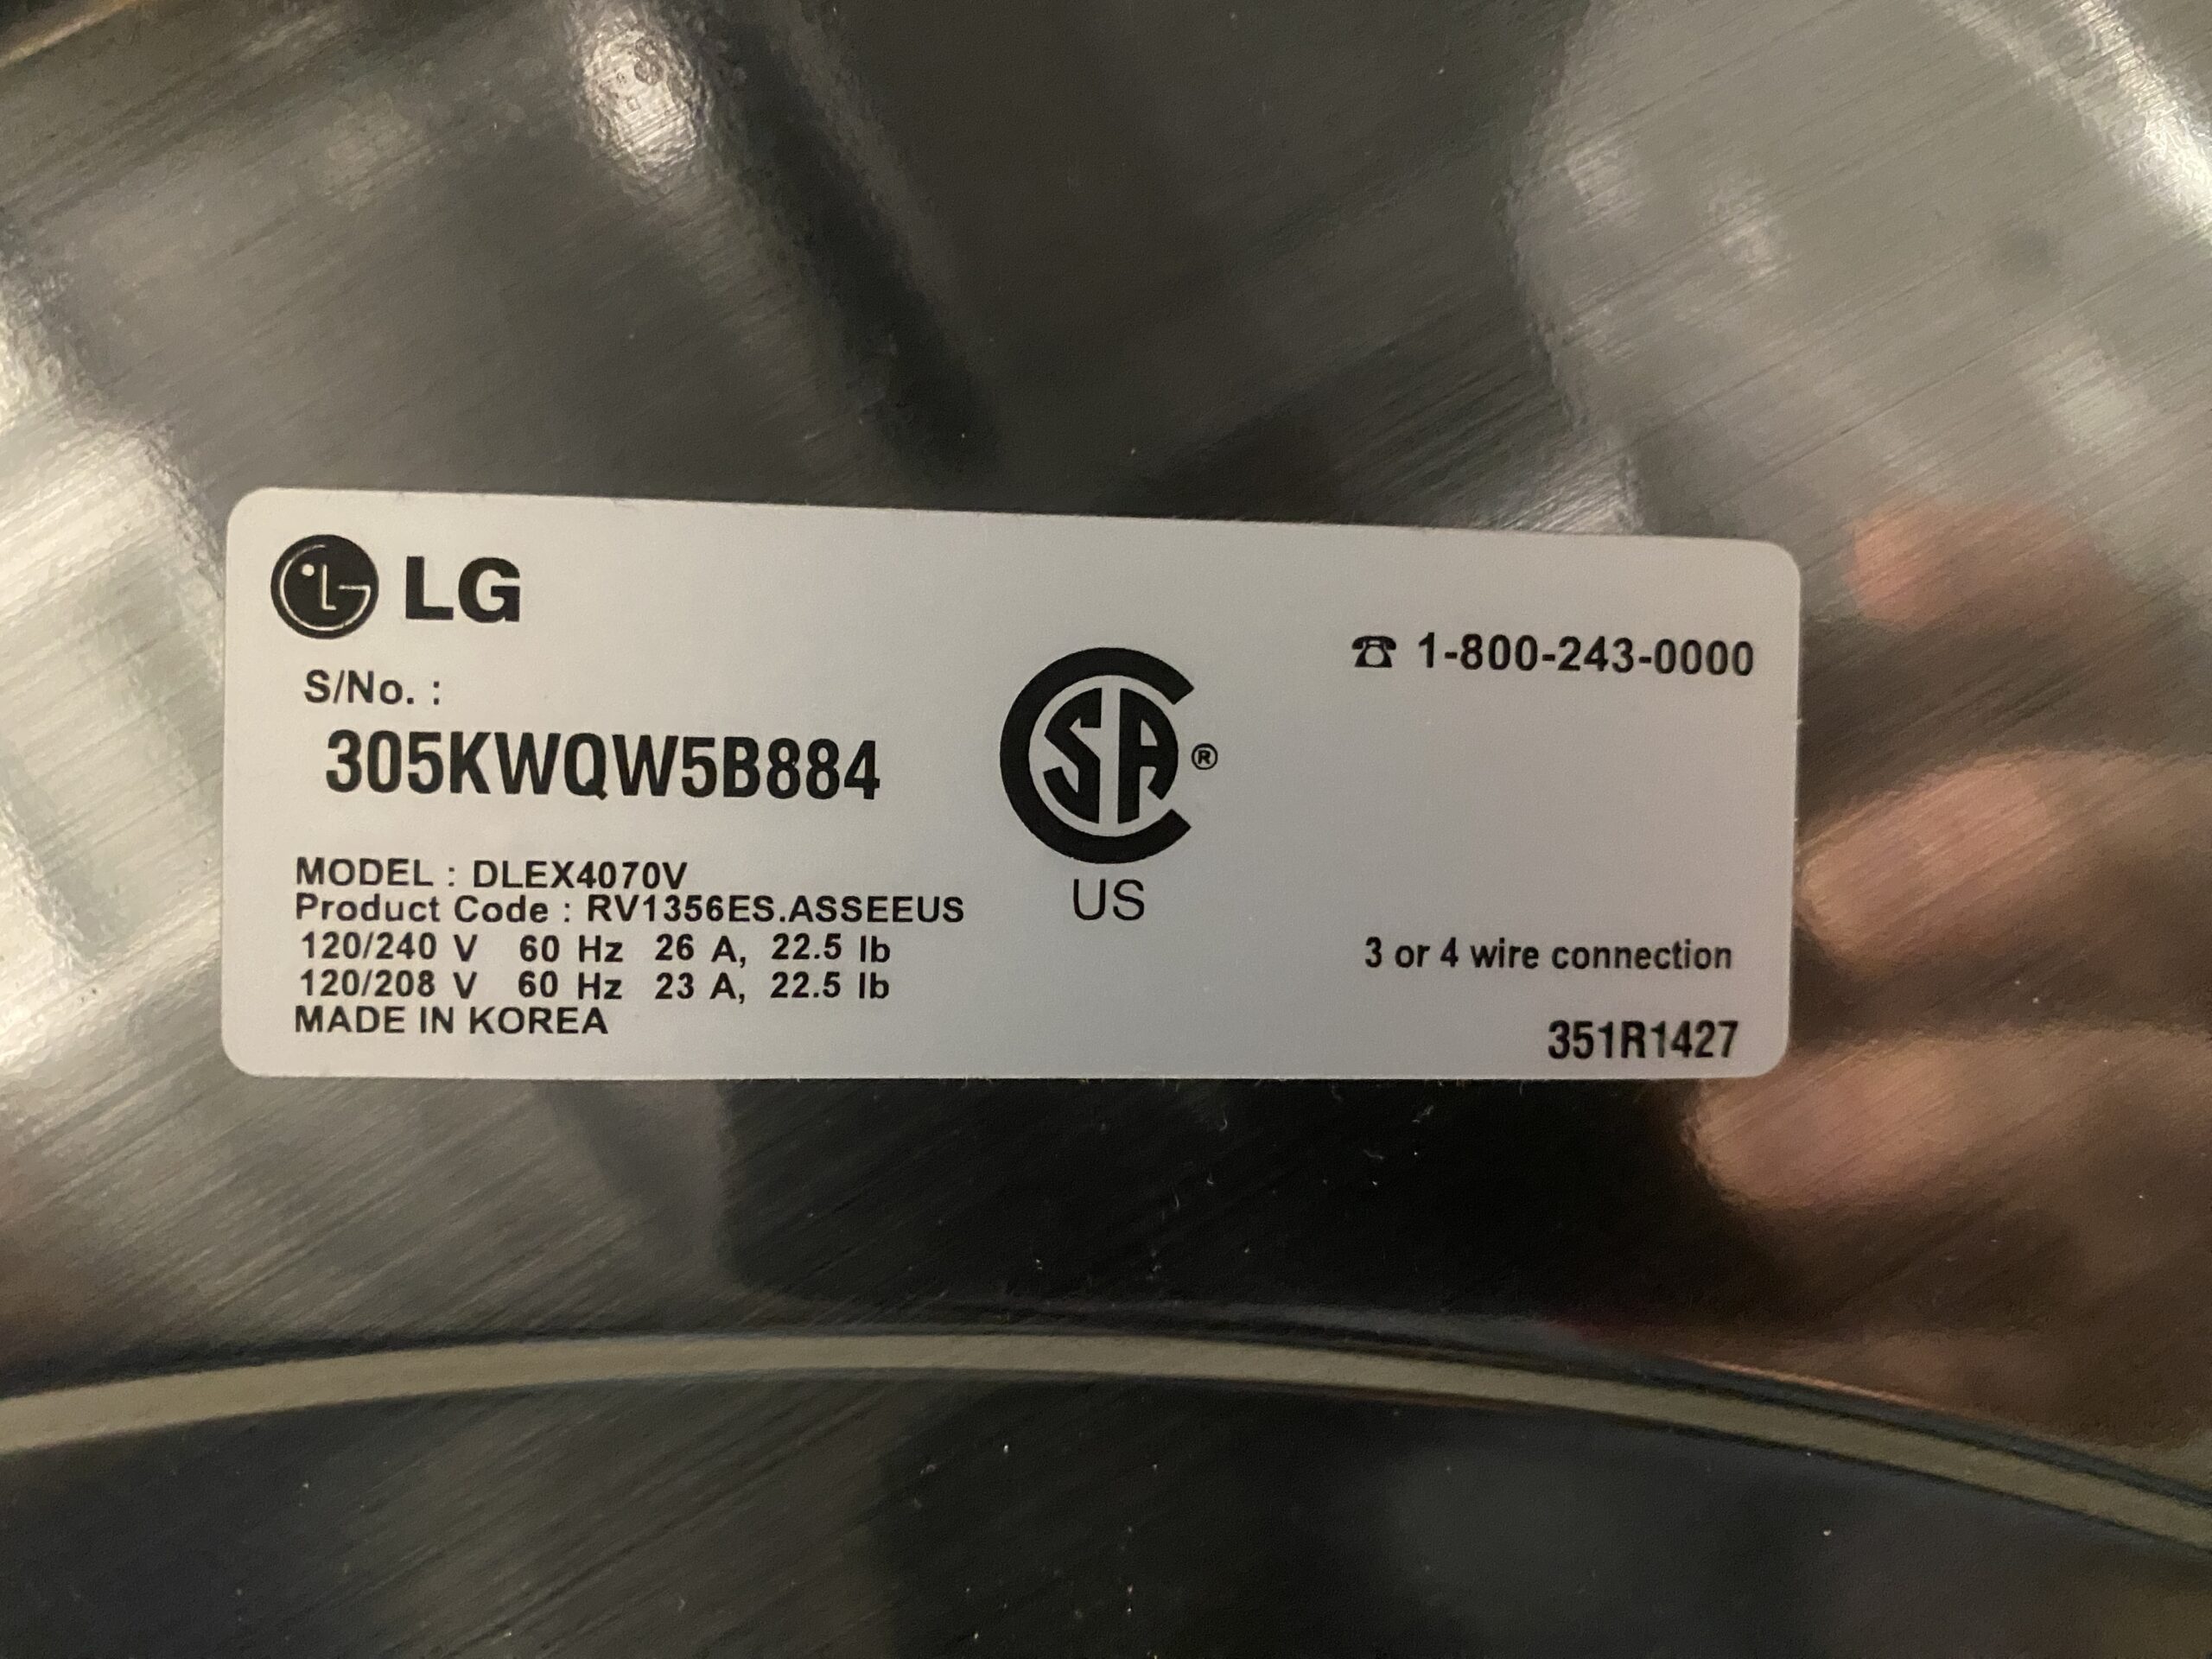 LG
S/No. :
305KWQW5B884
MODEL : DLEX4070V
Product Code : RV1356ES.ASSEEUS
120/240 V 60 Hz 26 A, 22.5 lb
120/208 V 60 Hz 23 A, 22.5 lb
MADE IN KOREA
CSA ®
US
☎ 1-800-243-0000
3 or 4 wire connection
351R1427